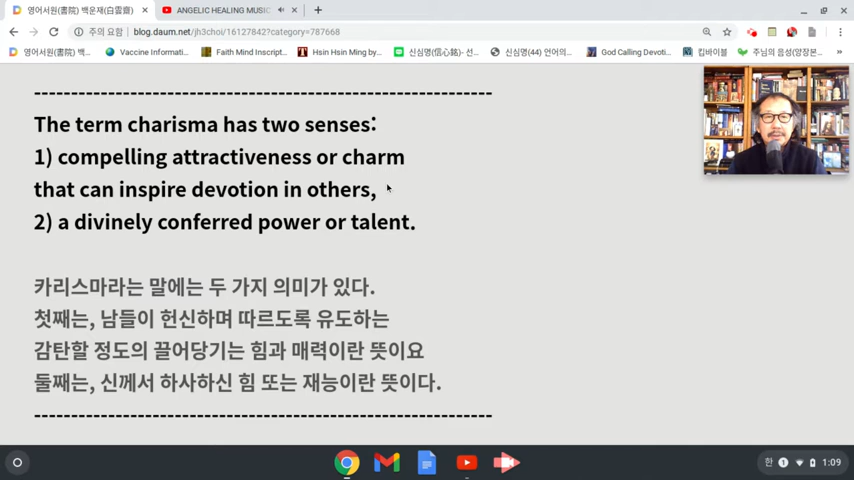 영어서원(書院) 백운재(白雲齋)
ANGELIC HEALING MUSIC
주의 요함
blog.daum.net/jh3choi/16127842?category=787668
영어서원(書院) 백...
Vaccine Informati...
Faith Mind Inscript...
Hsin Hsin Ming by...
신심명(信心銘)- 신...
신심명(44) 언어의...
God Calling Devoti...
킹바이블
주님의 음성(양장본...
The term charisma has two senses:
1) compelling attractiveness or charm
that can inspire devotion in others,
2) a divinely conferred power or talent.
카리스마라는 말에는 두 가지 의미가 있다.
첫째는, 남들이 헌신하며 따르도록 유도하는
감탄할 정도의 끌어당기는 힘과 매력이란 뜻이요
둘째는, 신께서 하사하신 힘 또는 재능이란 뜻이다.
한
1:09